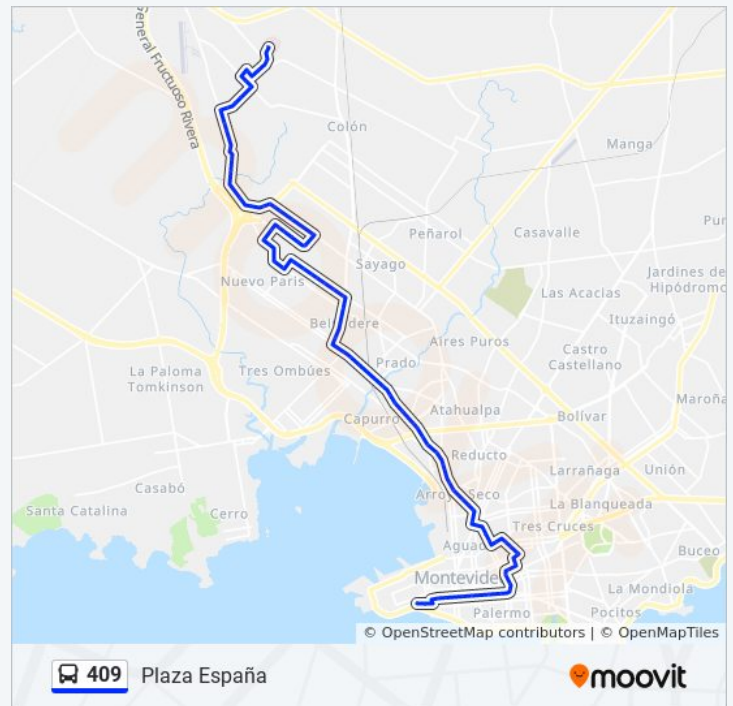 General Fructuoso Rivera
Colón
Manga
Peñarol
Casavalle
Pur
Sayago
Jardines de
Hipódromo
Nuevo París
Las Acacias
Ituzaingó
Belvedere
Aires Puros
Castro
Castellano
Prado
La Paloma
Tomkinson
Tres Ombúes
Maroña
Atahualpa
Capurro
Bolívar
Reducto
Larrañaga
Unión
Casabó
Arroyo Seco
La Blanqueada
Santa Catalina
Cerro
Tres Cruces
Aguada
Buceo
Montevide
La Mondiola
Palermo
Pocitos
© OpenStreetMap contributors | © OpenMapTiles
409 Plaza España
moovit